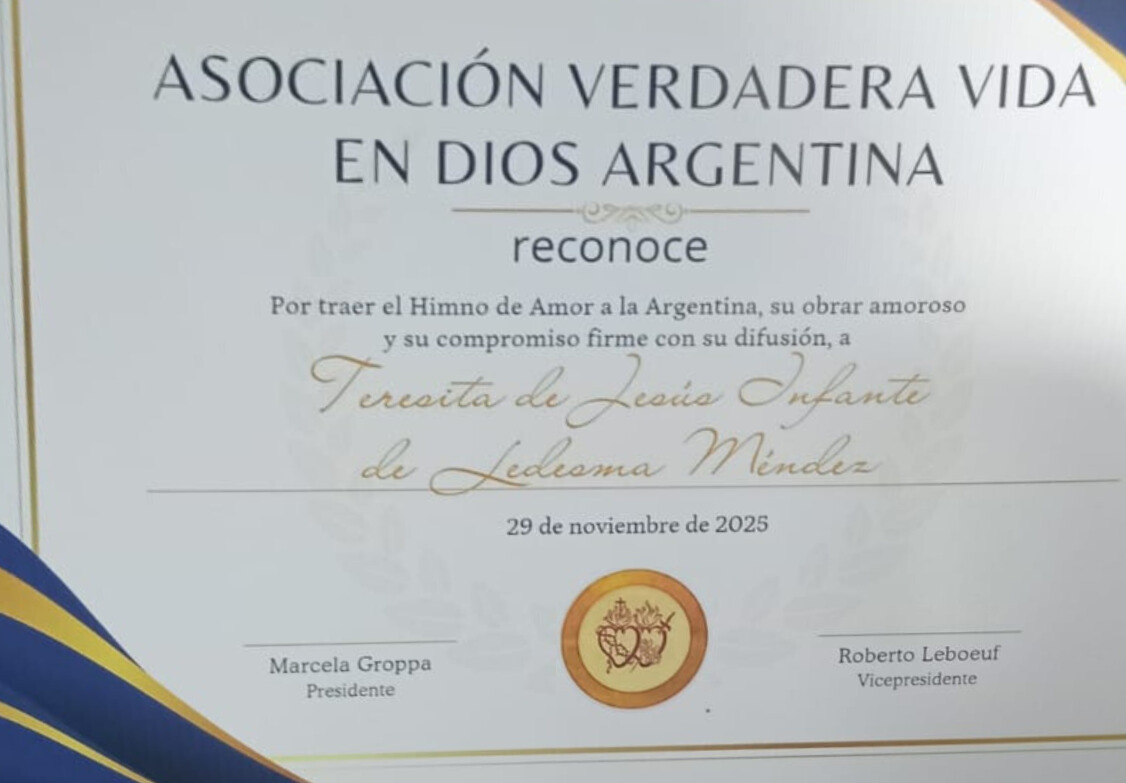 ASOCIACIÓN VERDADERA VIDA
EN DIOS ARGENTINA
reconoce
Por traer el Himno de Amor a la Argentina, su obrar amoroso
y su compromiso firme con su difusión, a
Teresita de Jesús Infante
de Ledesma Méndez
29 de noviembre de 2025
Marcela Groppa
Presidente
Roberto Leboeuf
Vicepresidente